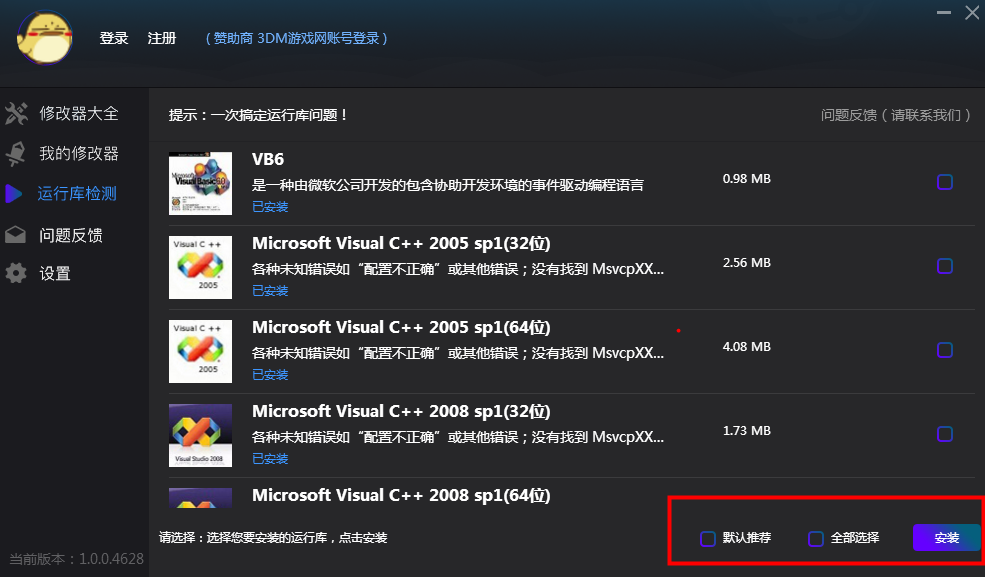 登录 注册 （ 赞助商 3DM游戏网账号登录 ）
修改器大全
我的修改器
运行库检测
问题反馈
设置
当前版本：1.0.0.4628
提示：一次搞定运行库问题！
问题反馈（ 请联系我们 ）
Microsoft
Visual Basic 6.0
VB6
是一种由微软公司开发的包含协助开发环境的事件驱动编程语言
已安装
0.98 MB
Visual C ++
2005
Microsoft Visual C++ 2005 sp1(32位)
各种未知错误如“配置不正确”或其他错误；没有找到 MsvcpXX...
已安装
2.56 MB
Visual C ++
2005
Microsoft Visual C++ 2005 sp1(64位)
各种未知错误如“配置不正确”或其他错误；没有找到 MsvcpXX...
已安装
4.08 MB
Visual Studio 2008
Microsoft Visual C++ 2008 sp1(32位)
各种未知错误如“配置不正确”或其他错误；没有找到 MsvcpXX...
已安装
1.73 MB
Microsoft Visual C++ 2008 sp1(64位)
请选择：选择您要安装的运行库，点击安装
默认推荐 全部选择 安装